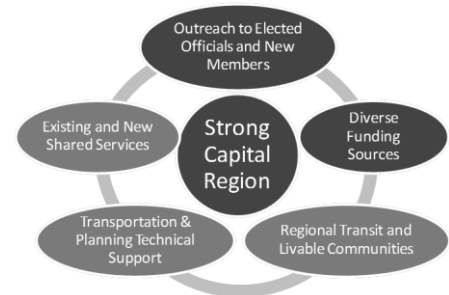 Outreach to Elected
Officials and New
Members
Existing and New
Shared Services
Strong
Capital
Region
Diverse
Funding
Sources
Transportation &
Planning Technical
Support
Regional Transit and
Livable Communities